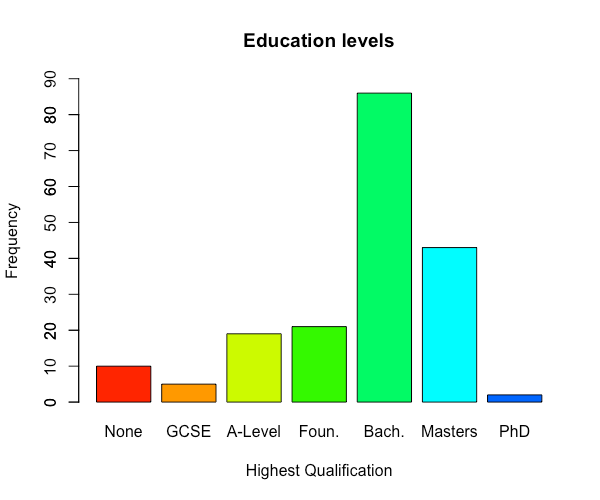 Education levels
90
80
70
60
50
40
30
20
10
0
Frequency
None GCSE A-Level Foun. Bach. Masters PhD
Highest Qualification